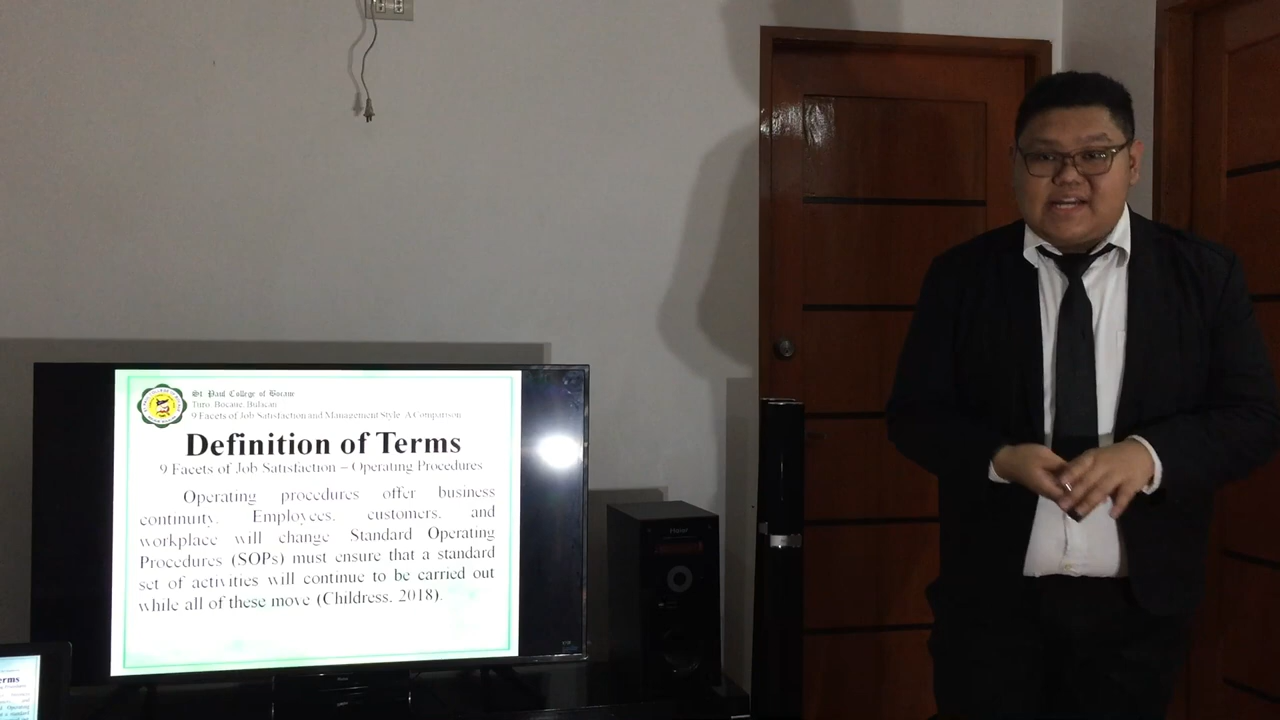 St. Paul College of Bocaue
Turo, Bocaue, Bulacan
9 Facets of Job Satisfaction and Management Style: A Comparison
Definition of Terms
9 Facets of Job Satisfaction – Operating Procedures
Operating procedures offer business
continuity. Employees, customers, and
workplace will change Standard Operating
Procedures (SOPs) must ensure that a standard
set of activities will continue to be carried out
while all of these move (Childress, 2018).
erms